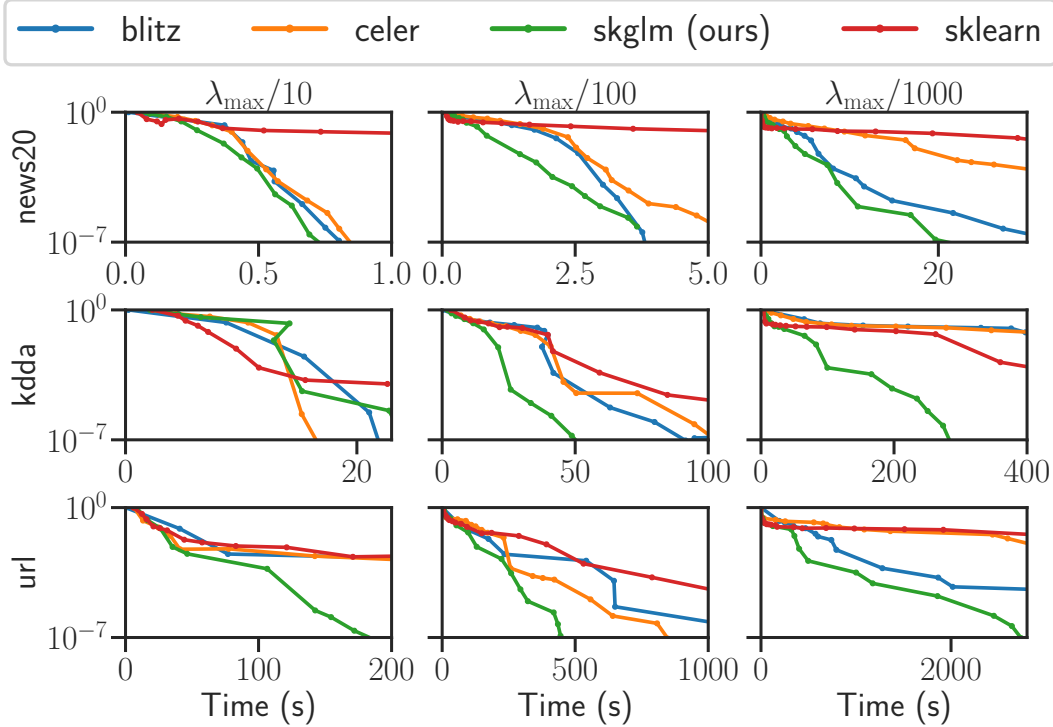 blitz celer skglm (ours) sklearn
λmax/10 λmax/100 λmax/1000
news20
10^0
10^-7
0.0 0.5 1.0
0.0 2.5 5.0
0 20
kdda
10^0
10^-7
0 20
0 50 100
0 200 400
url
10^0
10^-7
0 100 200
0 500 1000
0 2000
Time (s) Time (s) Time (s)